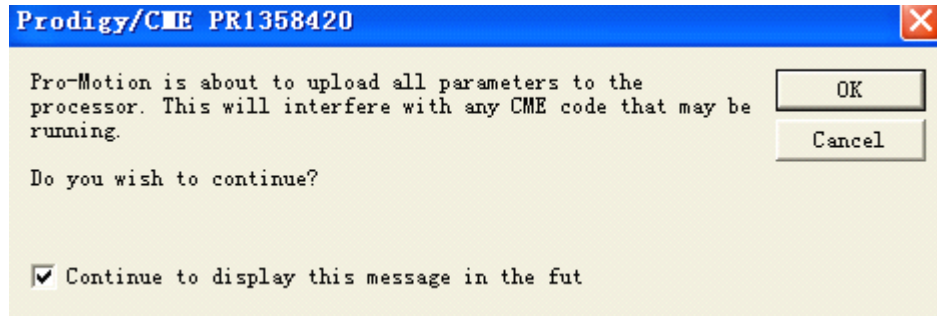 Prodigy/CME PR1358420
Pro-Motion is about to upload all parameters to the
processor. This will interfere with any CME code that may be
running.
Do you wish to continue?
OK
Cancel
Continue to display this message in the fut